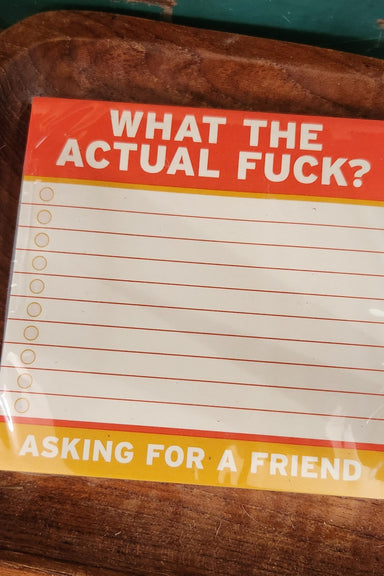 WHAT THE
ACTUAL FUCK?
ASKING FOR A FRIEND